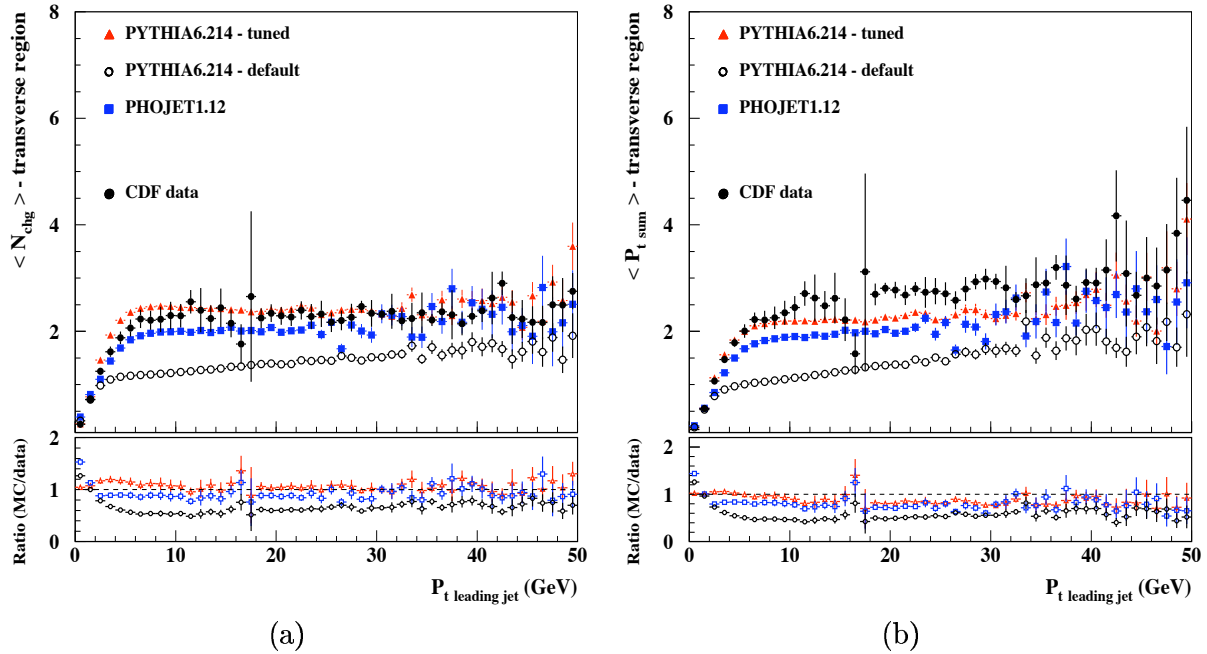 8
6
4
2
< N_chg > - transverse region
PYTHIA6.214 - tuned
PYTHIA6.214 - default
PHOJET1.12
CDF data
2
1
0
Ratio (MC/data)
0 10 20 30 40 50
P_t leading jet (GeV)
(a)
8
6
4
2
< P_t sum > - transverse region
PYTHIA6.214 - tuned
PYTHIA6.214 - default
PHOJET1.12
CDF data
2
1
0
Ratio (MC/data)
0 10 20 30 40 50
P_t leading jet (GeV)
(b)